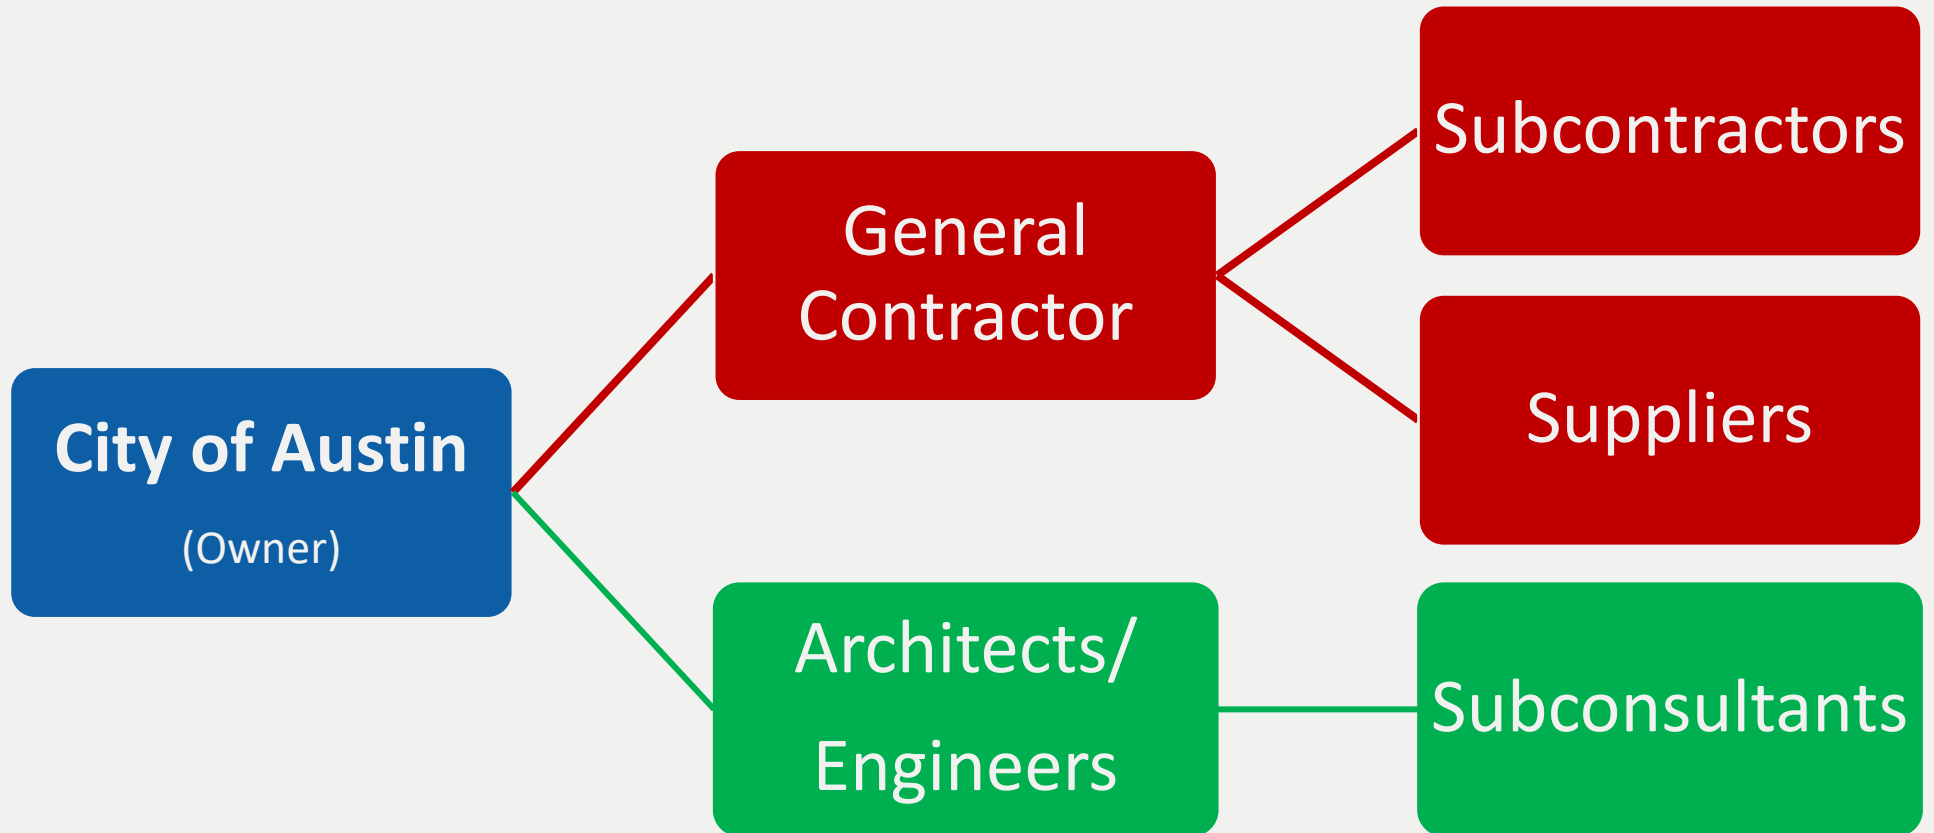 City of Austin
(Owner)
General
Contractor
Architects/
Engineers
Subcontractors
Suppliers
Subconsultants